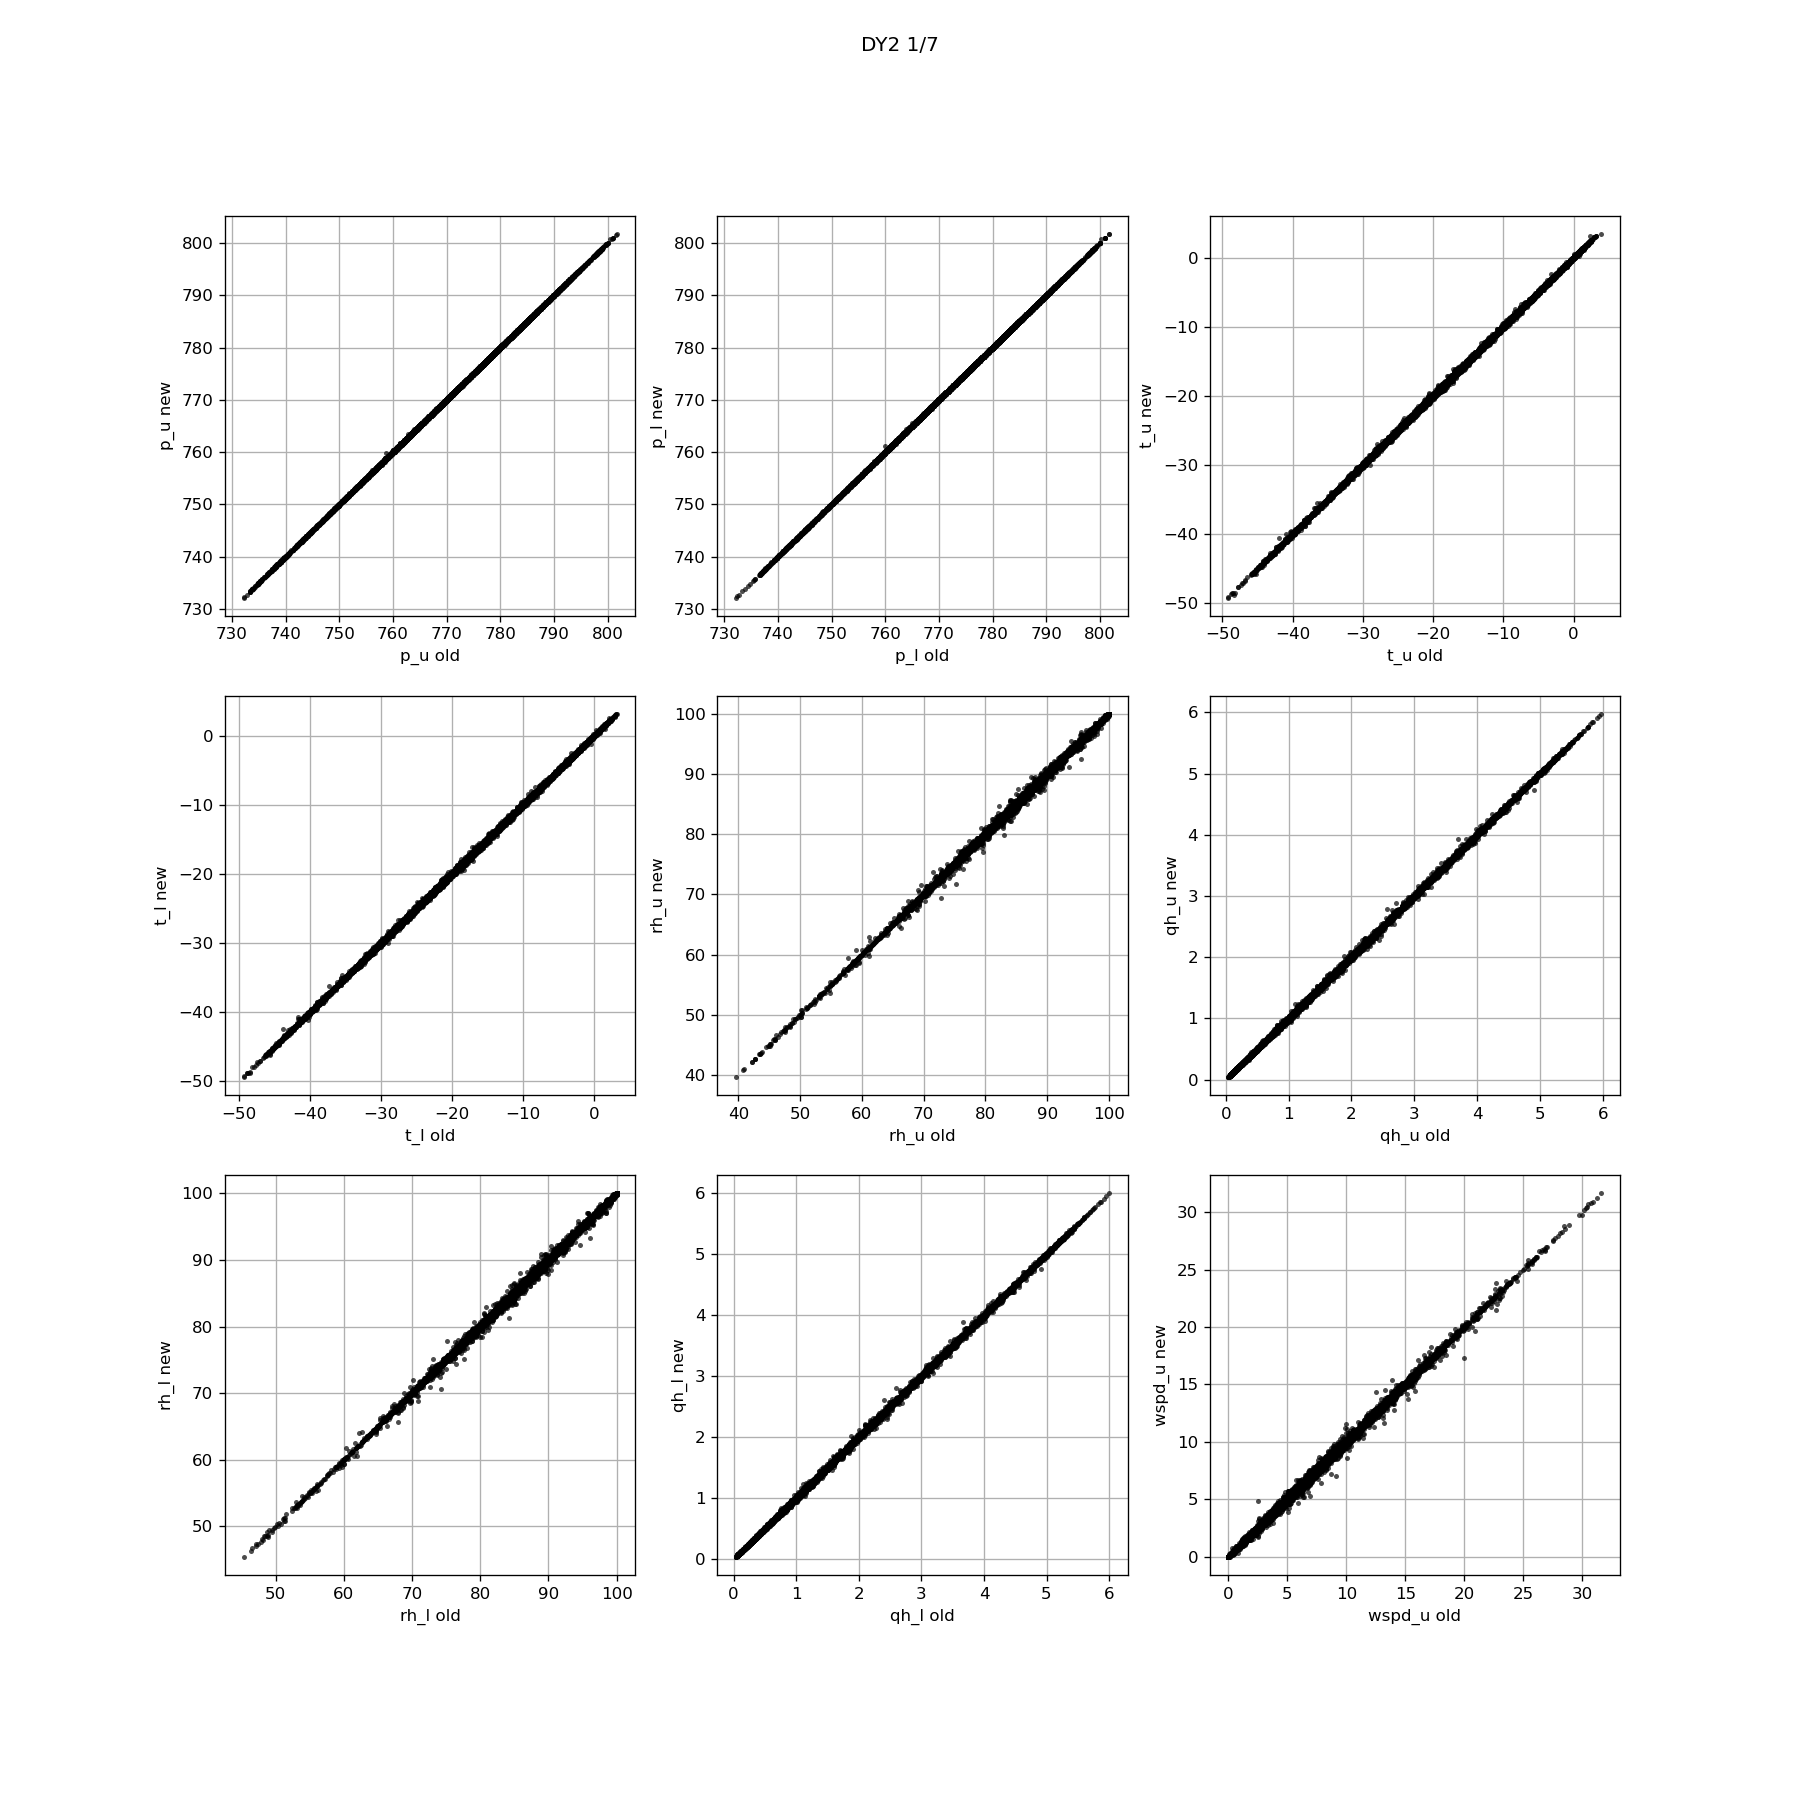 DY2 1/7
800
790
780
770
760
750
740
730
p_u new
730 740 750 760 770 780 790 800
p_u old
800
790
780
770
760
750
740
730
p_l new
730 740 750 760 770 780 790 800
p_l old
0
−10
−20
−30
−40
−50
t_u new
−50 −40 −30 −20 −10 0
t_u old
0
−10
−20
−30
−40
−50
t_l new
−50 −40 −30 −20 −10 0
t_l old
100
90
80
70
60
50
40
rh_u new
40 50 60 70 80 90 100
rh_u old
6
5
4
3
2
1
0
qh_u new
0 1 2 3 4 5 6
qh_u old
100
90
80
70
60
50
rh_l new
50 60 70 80 90 100
rh_l old
6
5
4
3
2
1
0
qh_l new
0 1 2 3 4 5 6
qh_l old
30
25
20
15
10
5
0
wspd_u new
0 5 10 15 20 25 30
wspd_u old